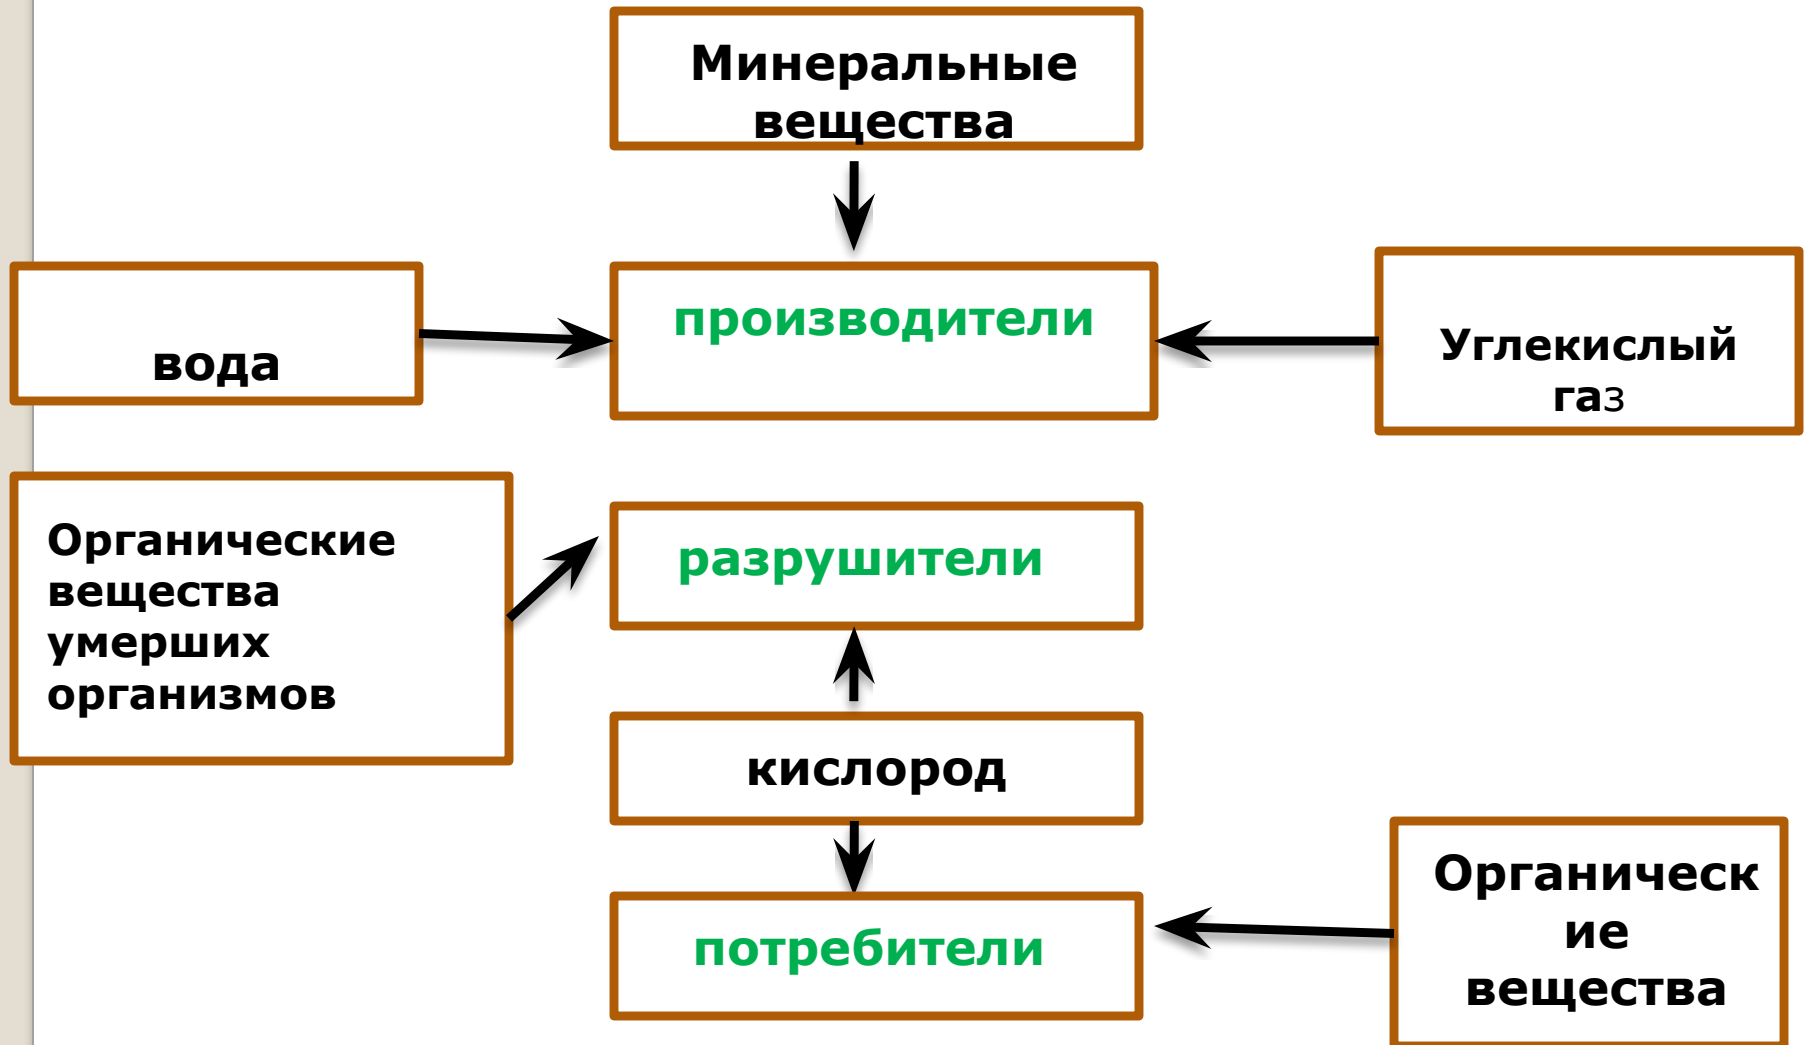 Минеральные
вещества
вода
производители
Углекислый
газ
Органические
вещества
умерших
организмов
разрушители
кислород
потребители
Органическ
ие
вещества